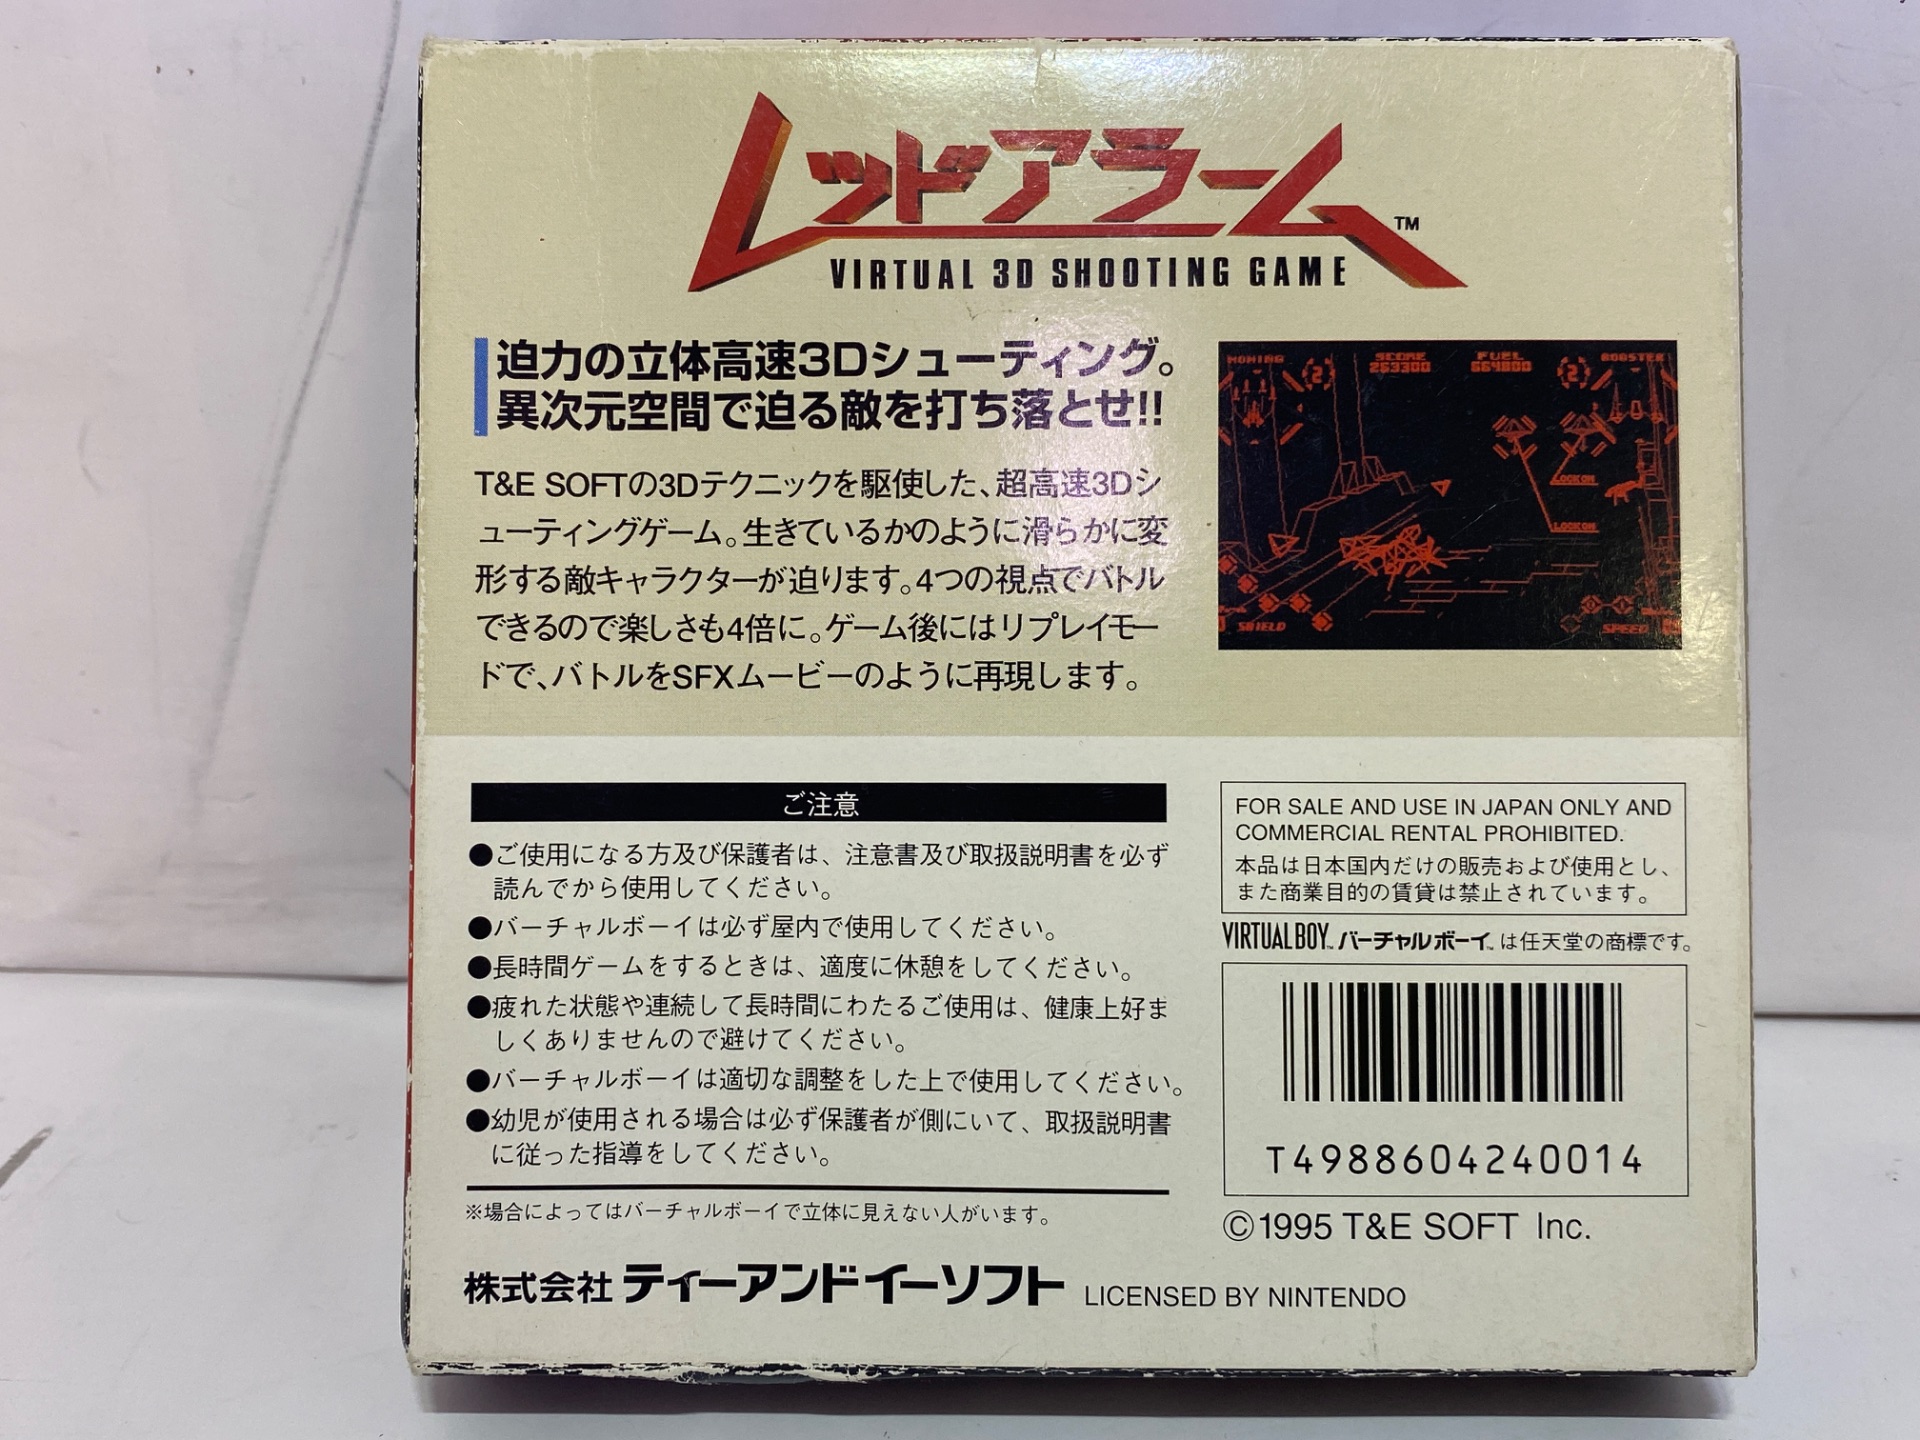 レッドアラーム™
VIRTUAL 3D SHOOTING GAME
迫力の立体高速3Dシューティング。
異次元空間で迫る敵を打ち落とせ!!
T&E SOFTの3Dテクニックを駆使した、超高速3Dシ
ューティングゲーム。生きているかのように滑らかに変
形する敵キャラクターが迫ります。4つの視点でバトル
できるので楽しさも4倍に。ゲーム後にはリプレイモー
ドで、バトルをSFXムービーのように再現します。
HOMING SCORE FUEL BOOSTER
2 263300 664800 2
LOCK ON
LOCK ON
SHIELD SPEED
ご注意
●ご使用になる方及び保護者は、注意書及び取扱説明書を必ず
読んでから使用してください。
●バーチャルボーイは必ず屋内で使用してください。
●長時間ゲームをするときは、適度に休憩をしてください。
●疲れた状態や連続して長時間にわたるご使用は、健康上好ま
しくありませんので避けてください。
●バーチャルボーイは適切な調整をした上で使用してください。
●幼児が使用される場合は必ず保護者が側にいて、取扱説明書
に従った指導をしてください。
※場合によってはバーチャルボーイで立体に見えない人がいます。
株式会社 ティーアンドイーソフト LICENSED BY NINTENDO
FOR SALE AND USE IN JAPAN ONLY AND
COMMERCIAL RENTAL PROHIBITED.
本品は日本国内だけの販売および使用とし、
また商業目的の賃貸は禁止されています。
VIRTUAL BOY™ バーチャルボーイ™ は任天堂の商標です。
T4988604240014
©1995 T&E SOFT Inc.